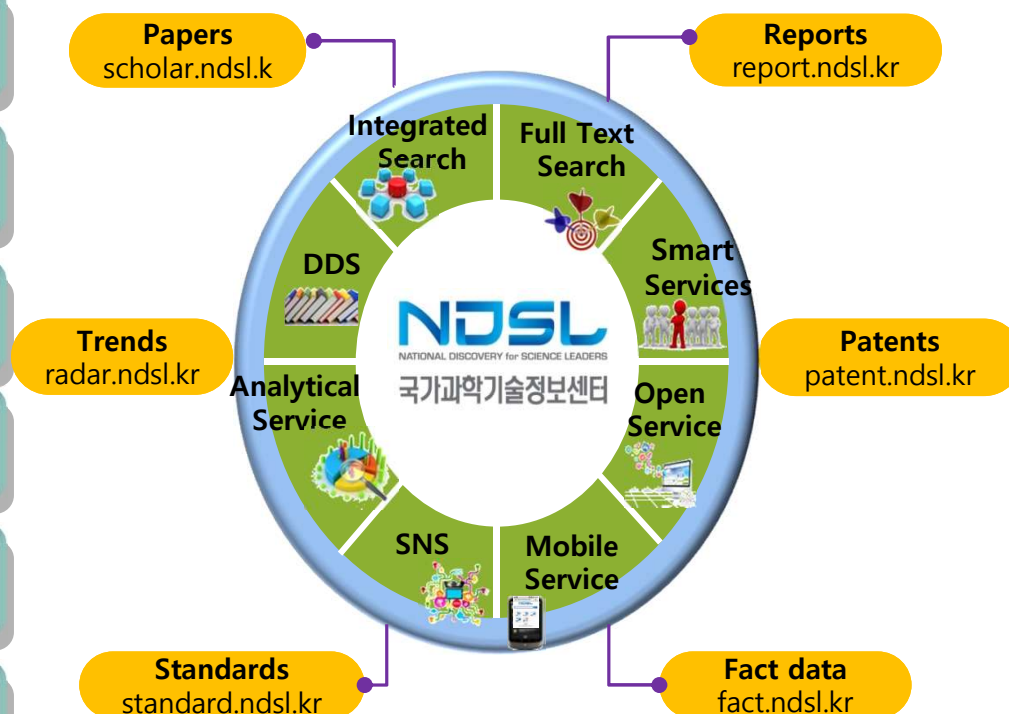 Papers
scholar.ndsl.k
Reports
report.ndsl.kr
Integrated
Search
Full Text
Search
DDS
Smart
Services
NDSL
NATIONAL DISCOVERY for SCIENCE LEADERS
국가과학기술정보센터
Trends
radar.ndsl.kr
Patents
patent.ndsl.kr
Analytical
Service
Open
Service
SNS
Mobile
Service
Standards
standard.ndsl.kr
Fact data
fact.ndsl.kr